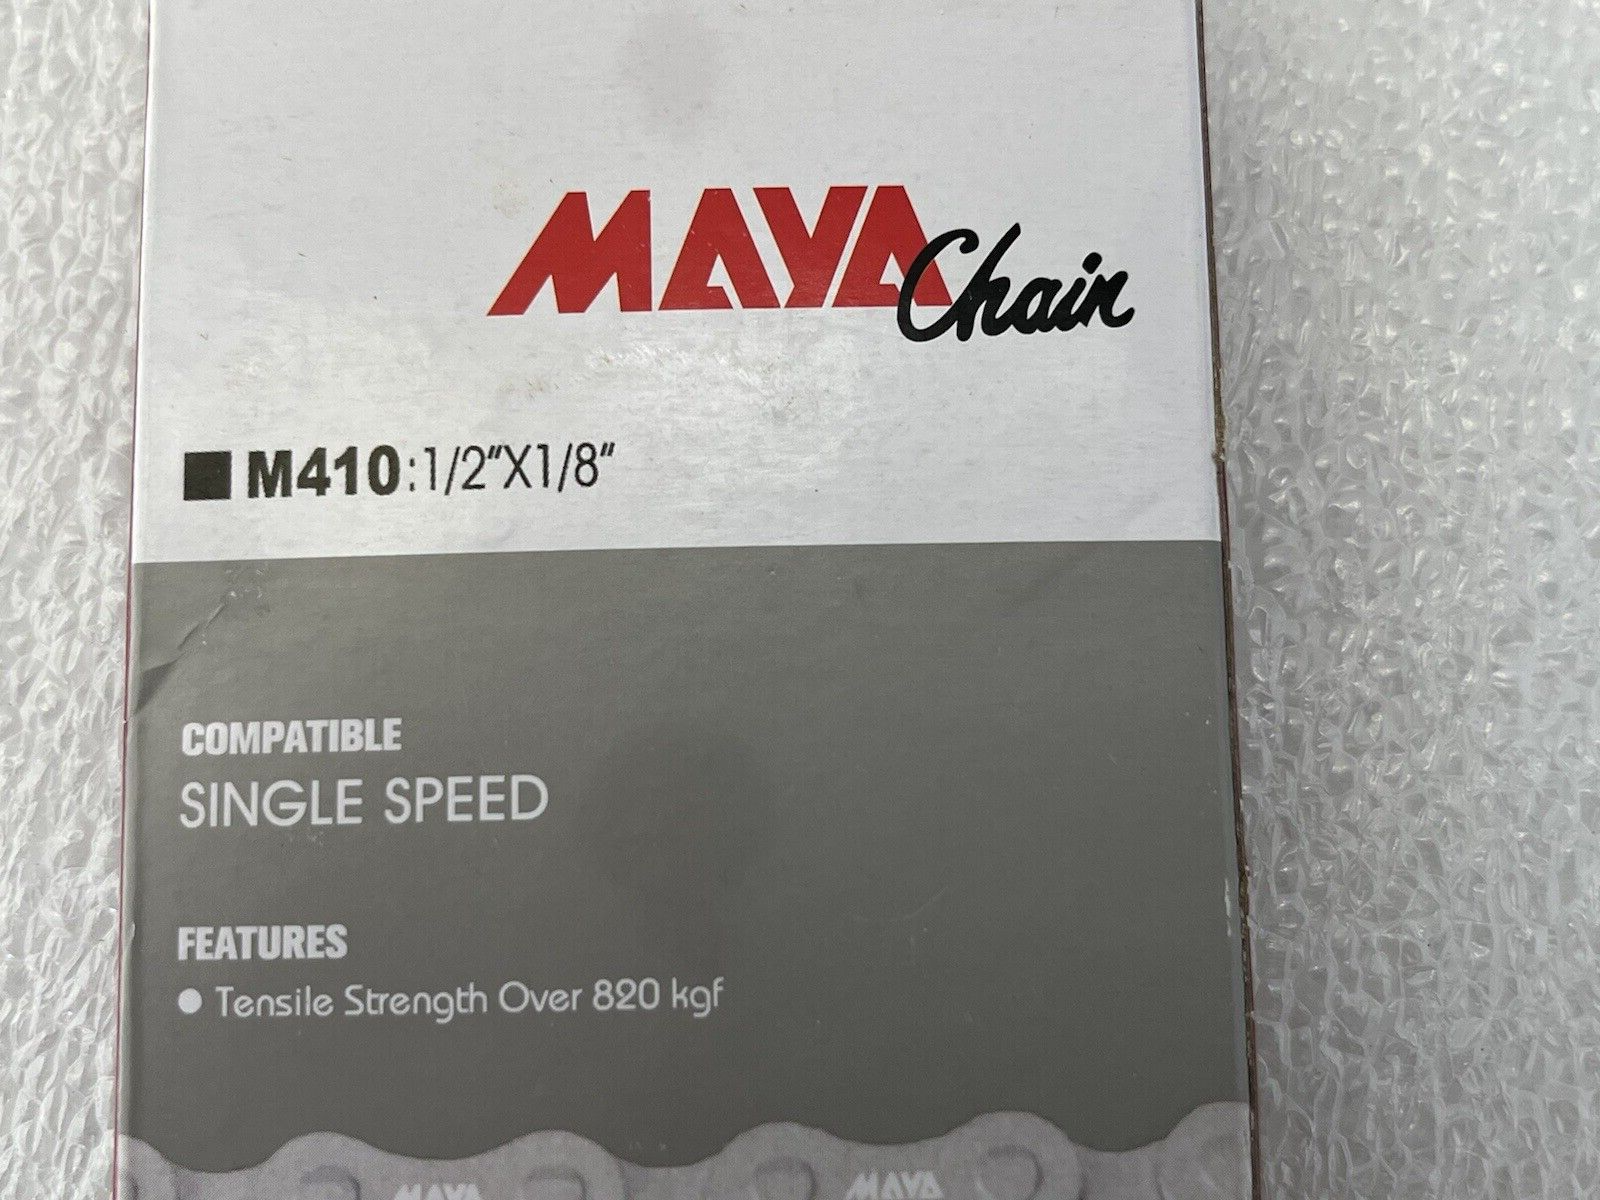 MAYA Chain
■ M410:1/2"X1/8"
COMPATIBLE
SINGLE SPEED
FEATURES
● Tensile Strength Over 820 kgf
MAYA MAYA